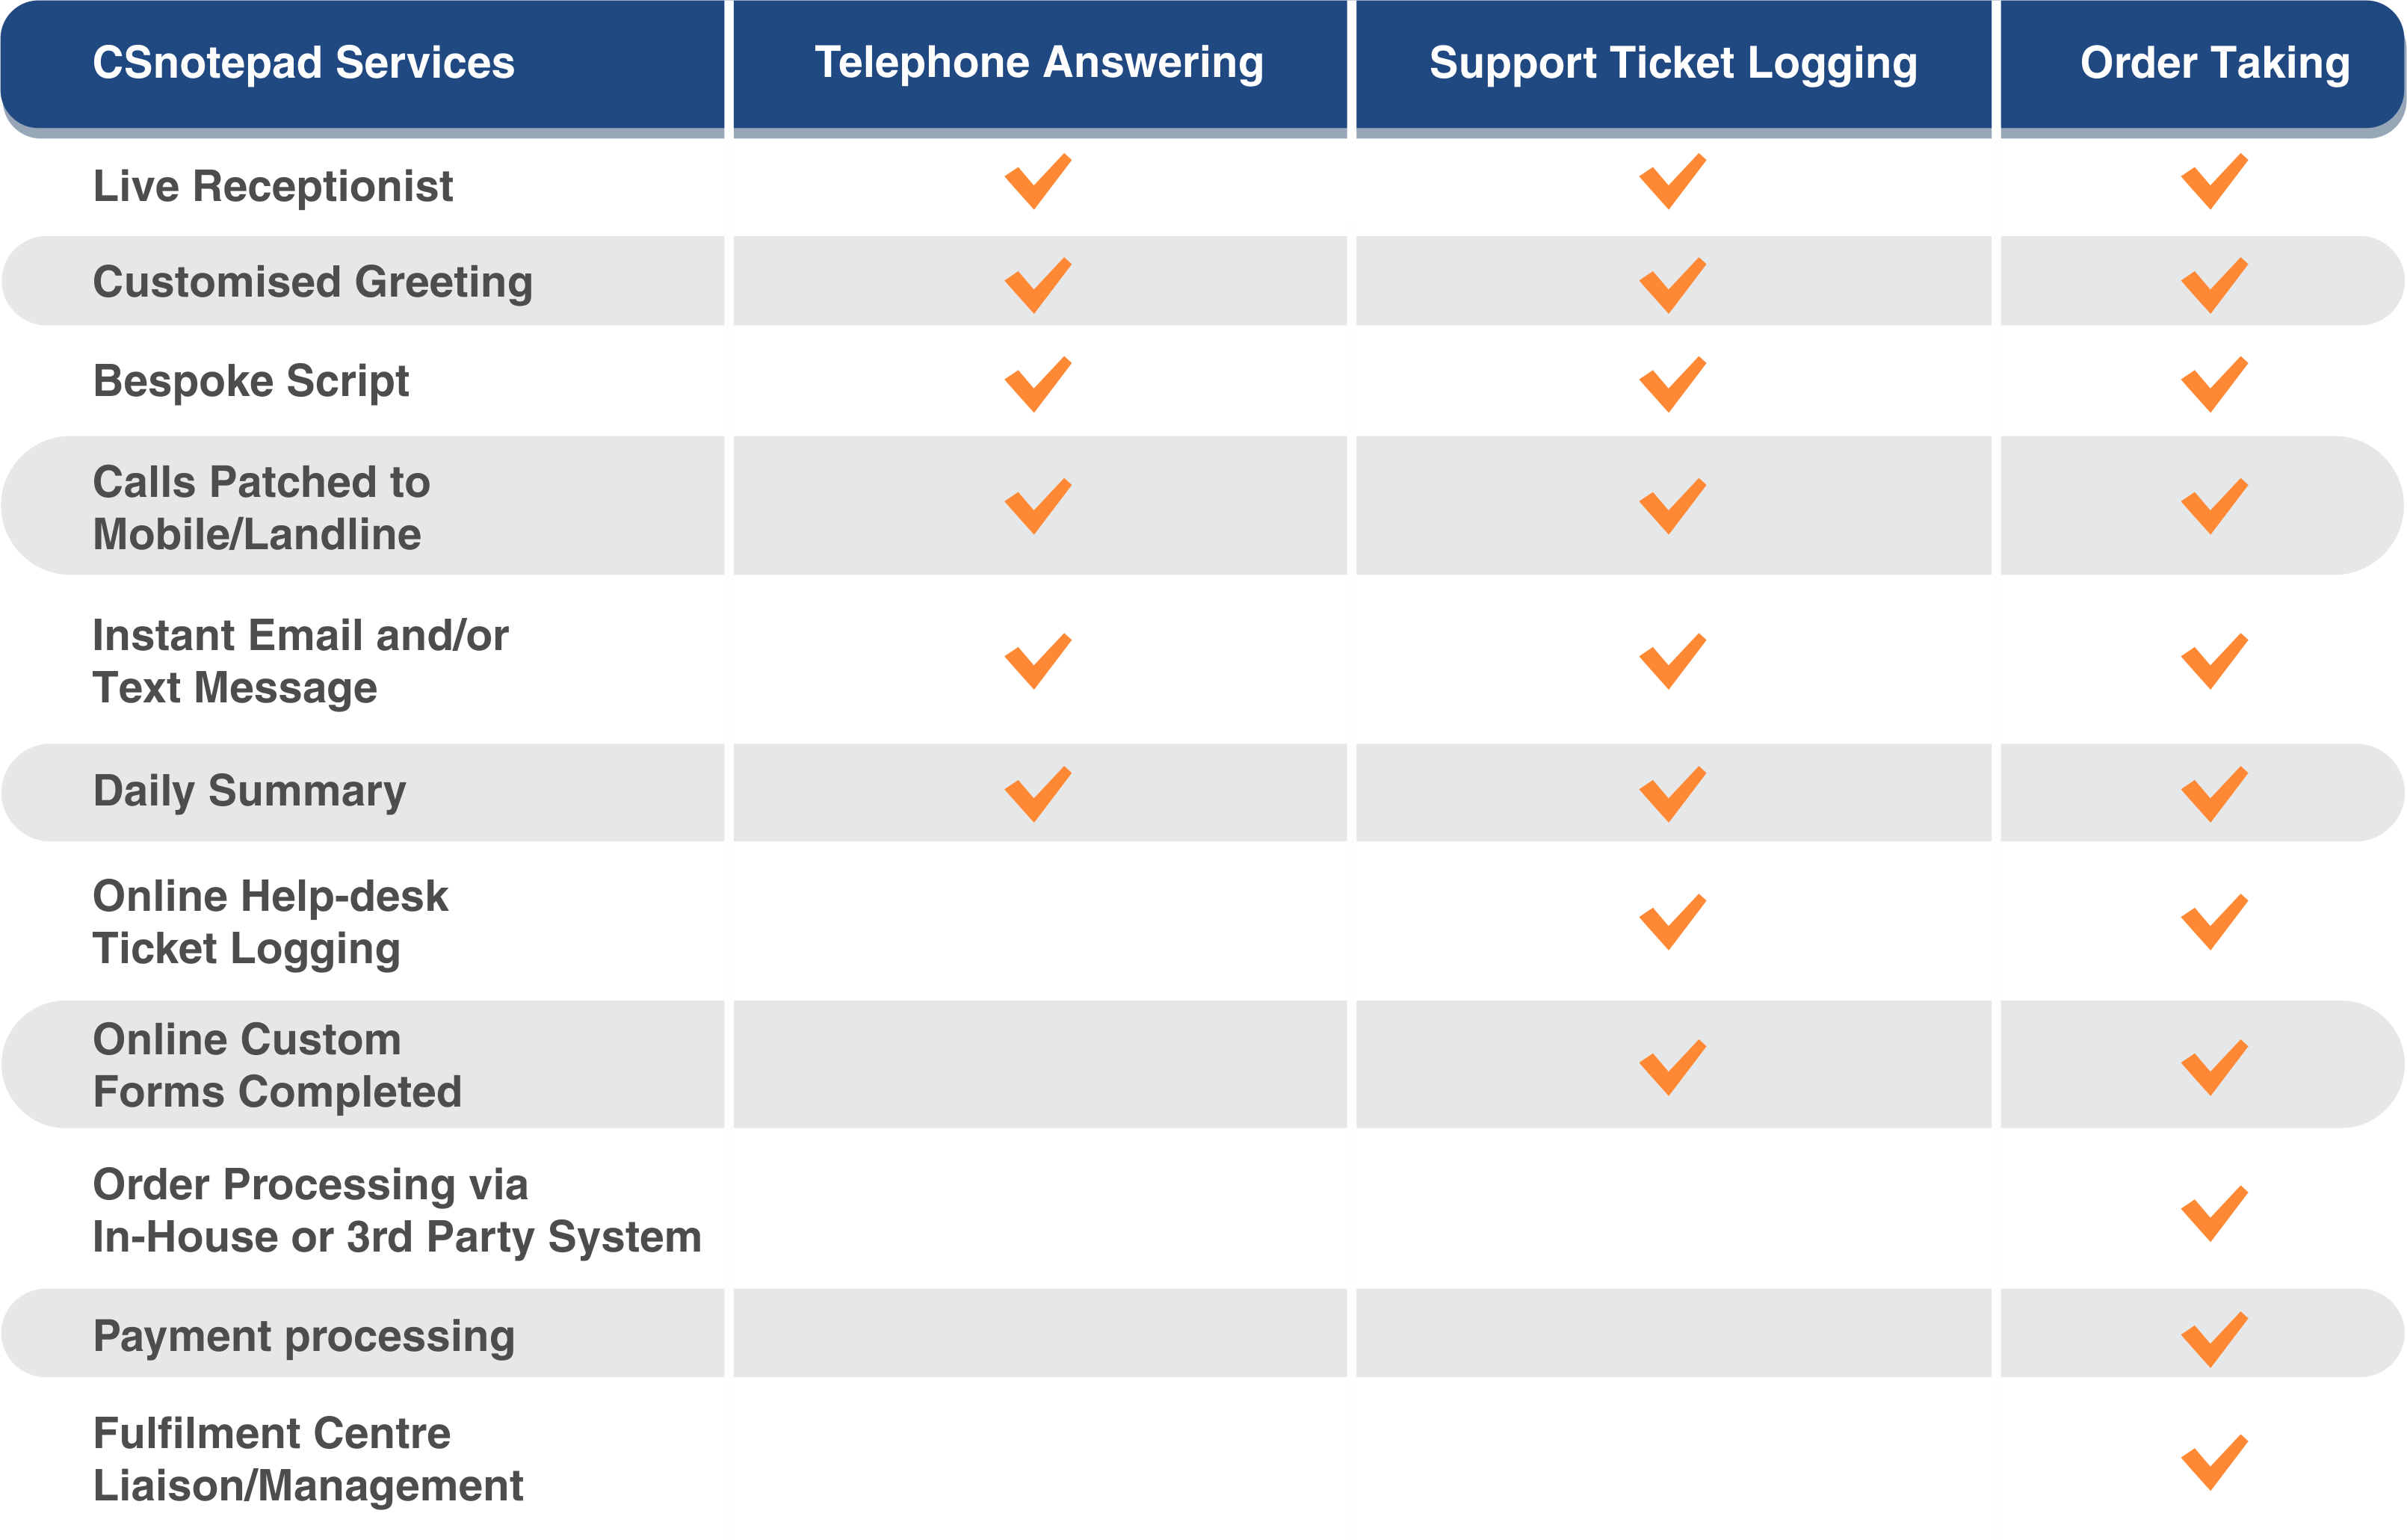 CSnotepad Services
Telephone Answering
Support Ticket Logging
Order Taking
Live Receptionist
Customised Greeting
Bespoke Script
Calls Patched to
Mobile/Landline
Instant Email and/or
Text Message
Daily Summary
Online Help-desk
Ticket Logging
Online Custom
Forms Completed
Order Processing via
In-House or 3rd Party System
Payment processing
Fulfilment Centre
Liaison/Management